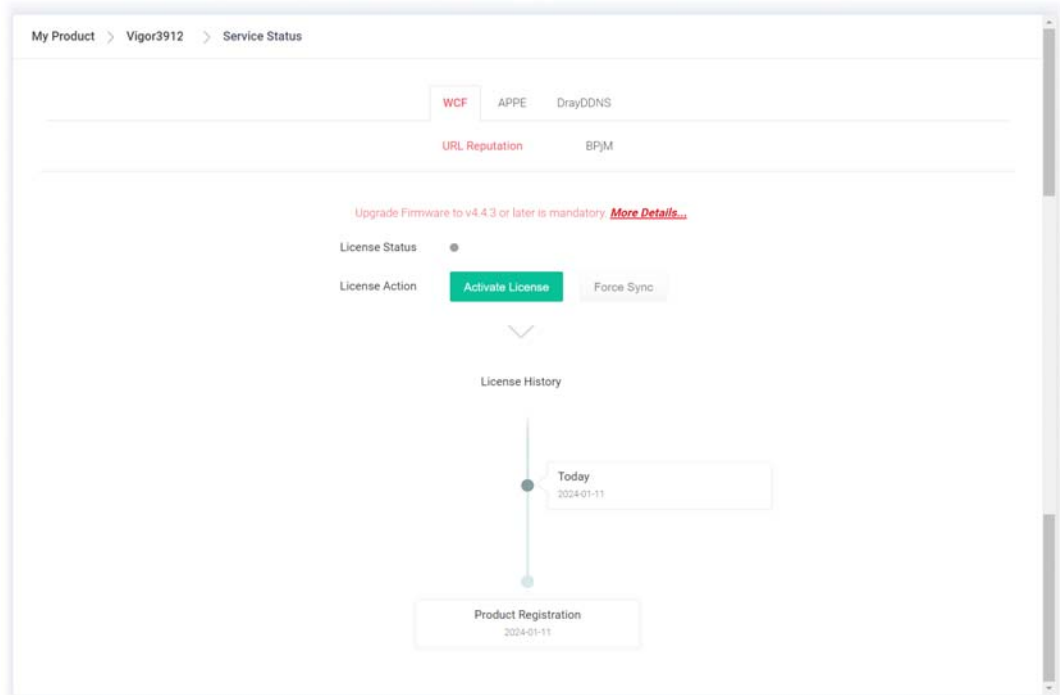 My Product > Vigor3912 > Service Status
WCF APPE DrayDDNS
URL Reputation BPjM
Upgrade Firmware to v4.4.3 or later is mandatory. More Details...
License Status
License Action Activate License Force Sync
License History
Today
2024-01-11
Product Registration
2024-01-11